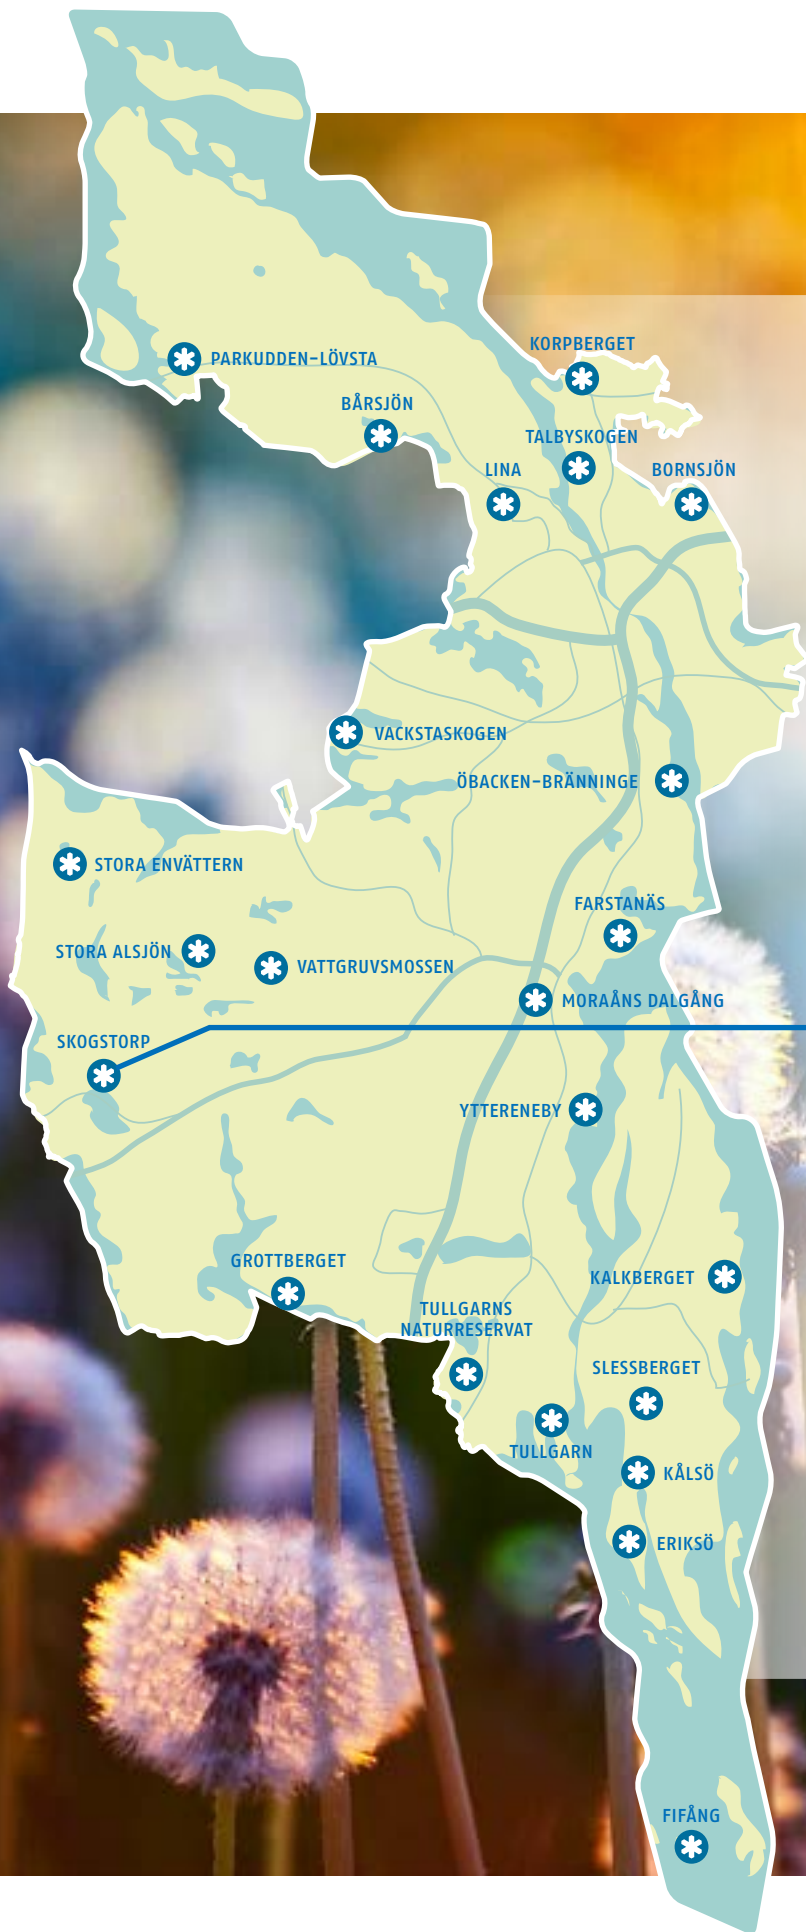 KORPBERGET
PARKUDDEN-LÖVSTA
BÅRSJÖN
TALBYSKOGEN
LINA
BORNSJÖN
VACKSTASKOGEN
ÖBACKEN-BRÄNNINGE
STORA ENVÄTTERN
FARSTANÄS
STORA ALSJÖN
VATTGRUVSMOSSEN
MORAÅNS DALGÅNG
SKOGSTORP
YTTERENEBY
GROTTBERGET
KALKBERGET
TULLGARNS
NATURRESERVAT
SLESSBERGET
TULLGARN
KÅLSÖ
ERIKSÖ
FIFÅNG